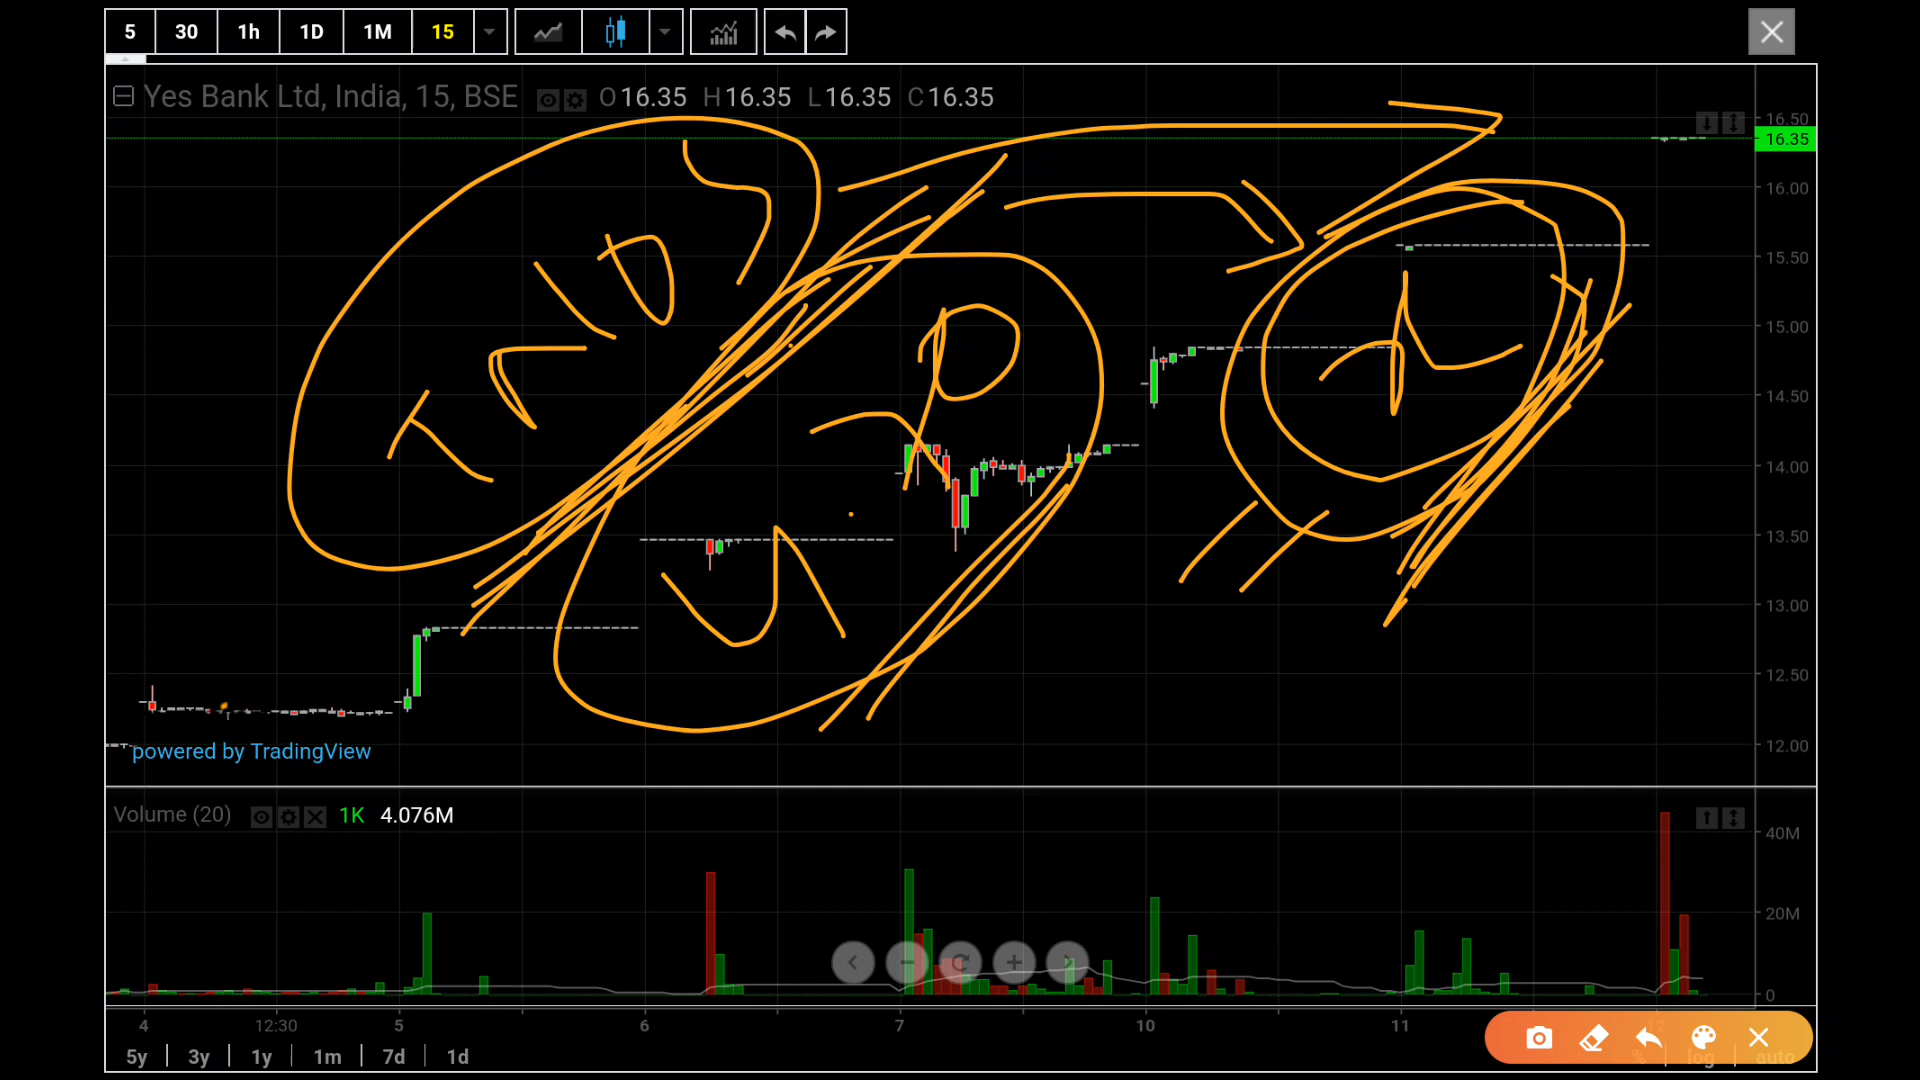 5 30 1h 1D 1M 15
Yes Bank Ltd, India, 15, BSE O16.35 H16.35 L16.35 C16.35
16.50
16.35
16.00
15.50
15.00
14.50
14.00
13.50
13.00
12.50
12.00
UP
powered by TradingView
Volume (20) 1K 4.076M
40M
20M
0
4 12:30 5 6 7 10 11
5y 3y 1y 1m 7d 1d
log auto